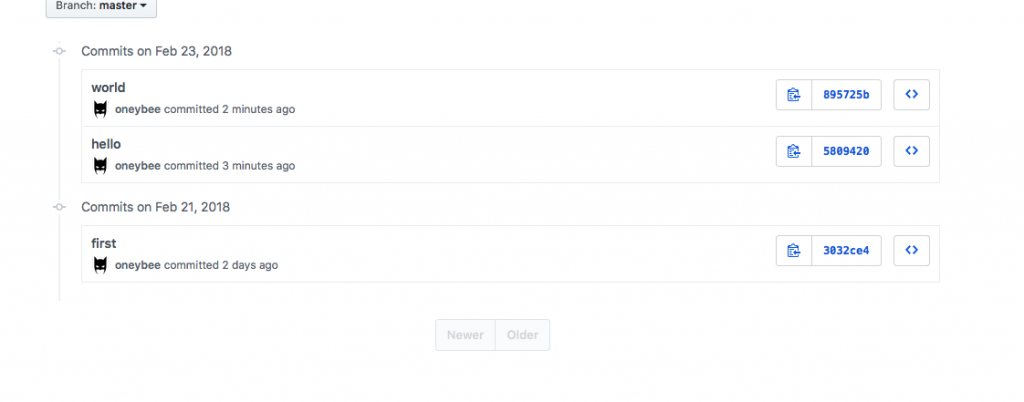 Branch: master
Commits on Feb 23, 2018
world
oneybee committed 2 minutes ago
895725b
hello
oneybee committed 3 minutes ago
5809420
Commits on Feb 21, 2018
first
oneybee committed 2 days ago
3032ce4
Newer Older